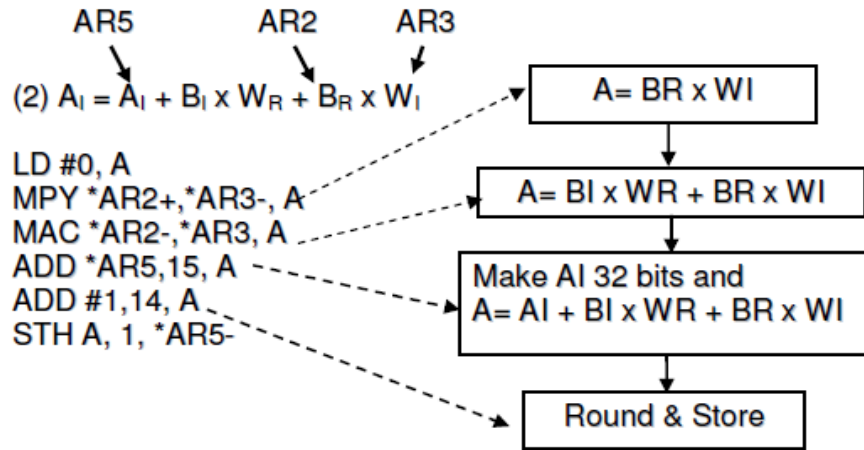 AR5 AR2 AR3
(2) Aᵢ = Aᵢ + Bᵢ x Wʀ + Bʀ x Wᵢ
LD #0, A
MPY *AR2+,*AR3-, A
MAC *AR2-,*AR3, A
ADD *AR5,15, A
ADD #1,14, A
STH A, 1, *AR5-
A= BR x WI
A= BI x WR + BR x WI
Make AI 32 bits and
A= AI + BI x WR + BR x WI
Round & Store